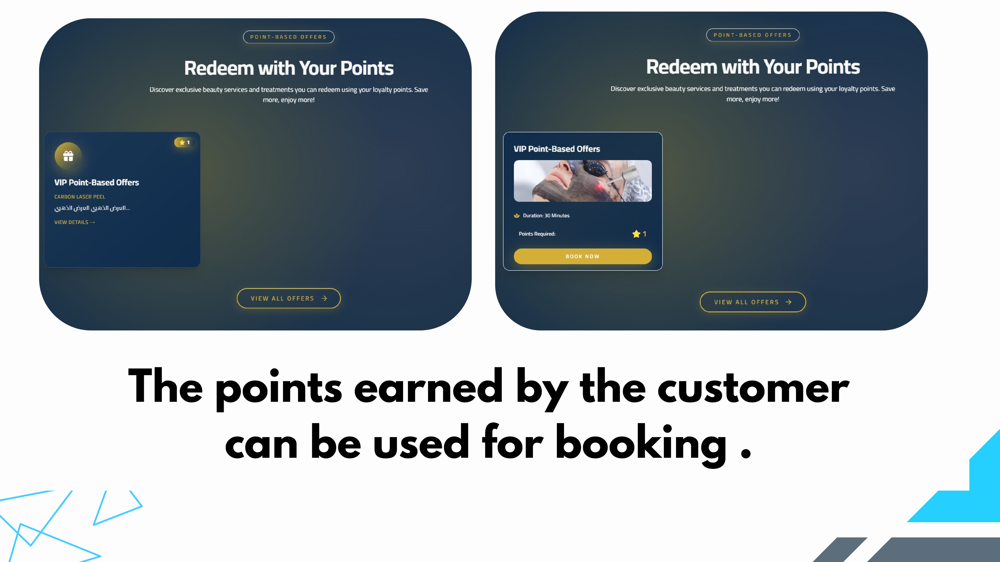 POINT-BASED OFFERS
Redeem with Your Points
Discover exclusive beauty services and treatments you can redeem using your loyalty points. Save
more, enjoy more!
1
VIP Point-Based Offers
CARBON LASER PEEL
العرض الذهبي العرض الذهبي...
VIEW DETAILS →
VIEW ALL OFFERS →
POINT-BASED OFFERS
Redeem with Your Points
Discover exclusive beauty services and treatments you can redeem using your loyalty points. Save
more, enjoy more!
VIP Point-Based Offers
Duration: 30 Minutes
Points Required: 1
BOOK NOW
VIEW ALL OFFERS →
The points earned by the customer
can be used for booking .